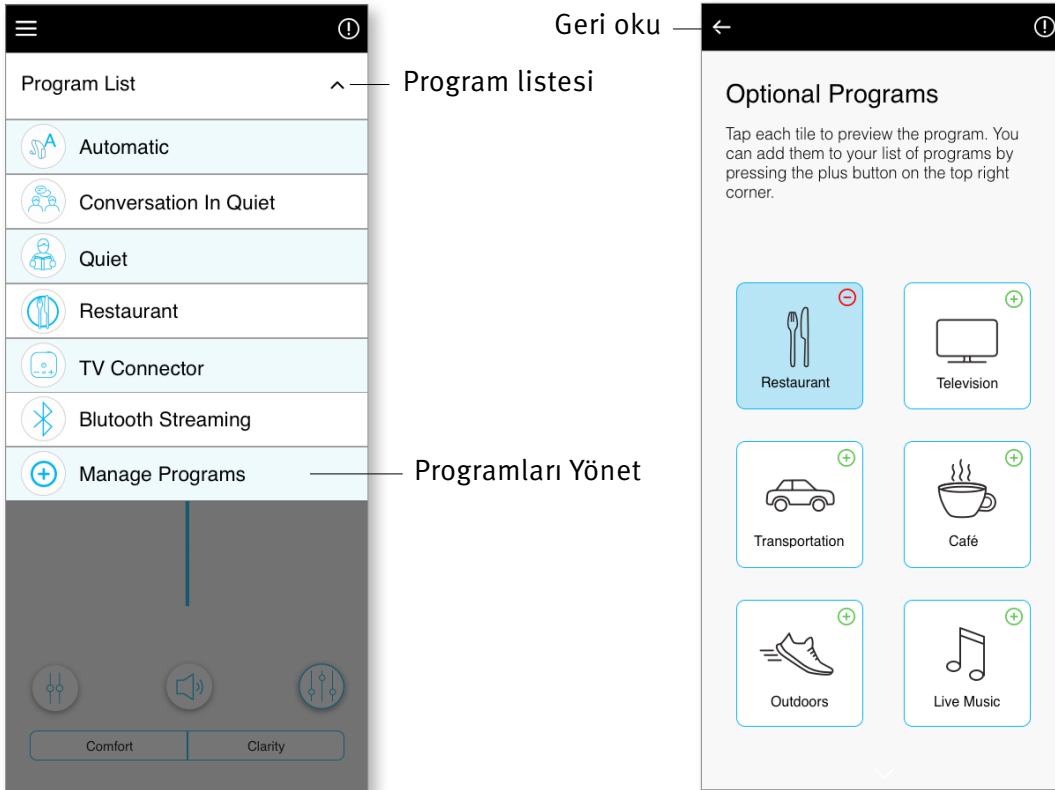 Program List
Program listesi
Automatic
Conversation In Quiet
Quiet
Restaurant
TV Connector
Blutooth Streaming
Manage Programs
Programları Yönet
Comfort
Clarity
Geri oku
Optional Programs
Tap each tile to preview the program. You
can add them to your list of programs by
pressing the plus button on the top right
corner.
Restaurant
Television
Transportation
Café
Outdoors
Live Music